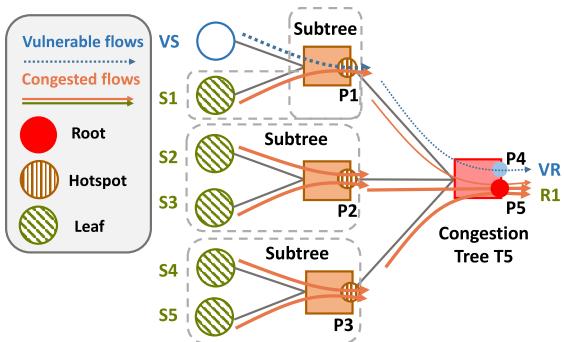 Vulnerable flows
Congested flows
Root
Hotspot
Leaf
VS
S1
Subtree
P1
S2
S3
Subtree
P2
S4
S5
Subtree
P3
P4
VR
R1
P5
Congestion
Tree T5